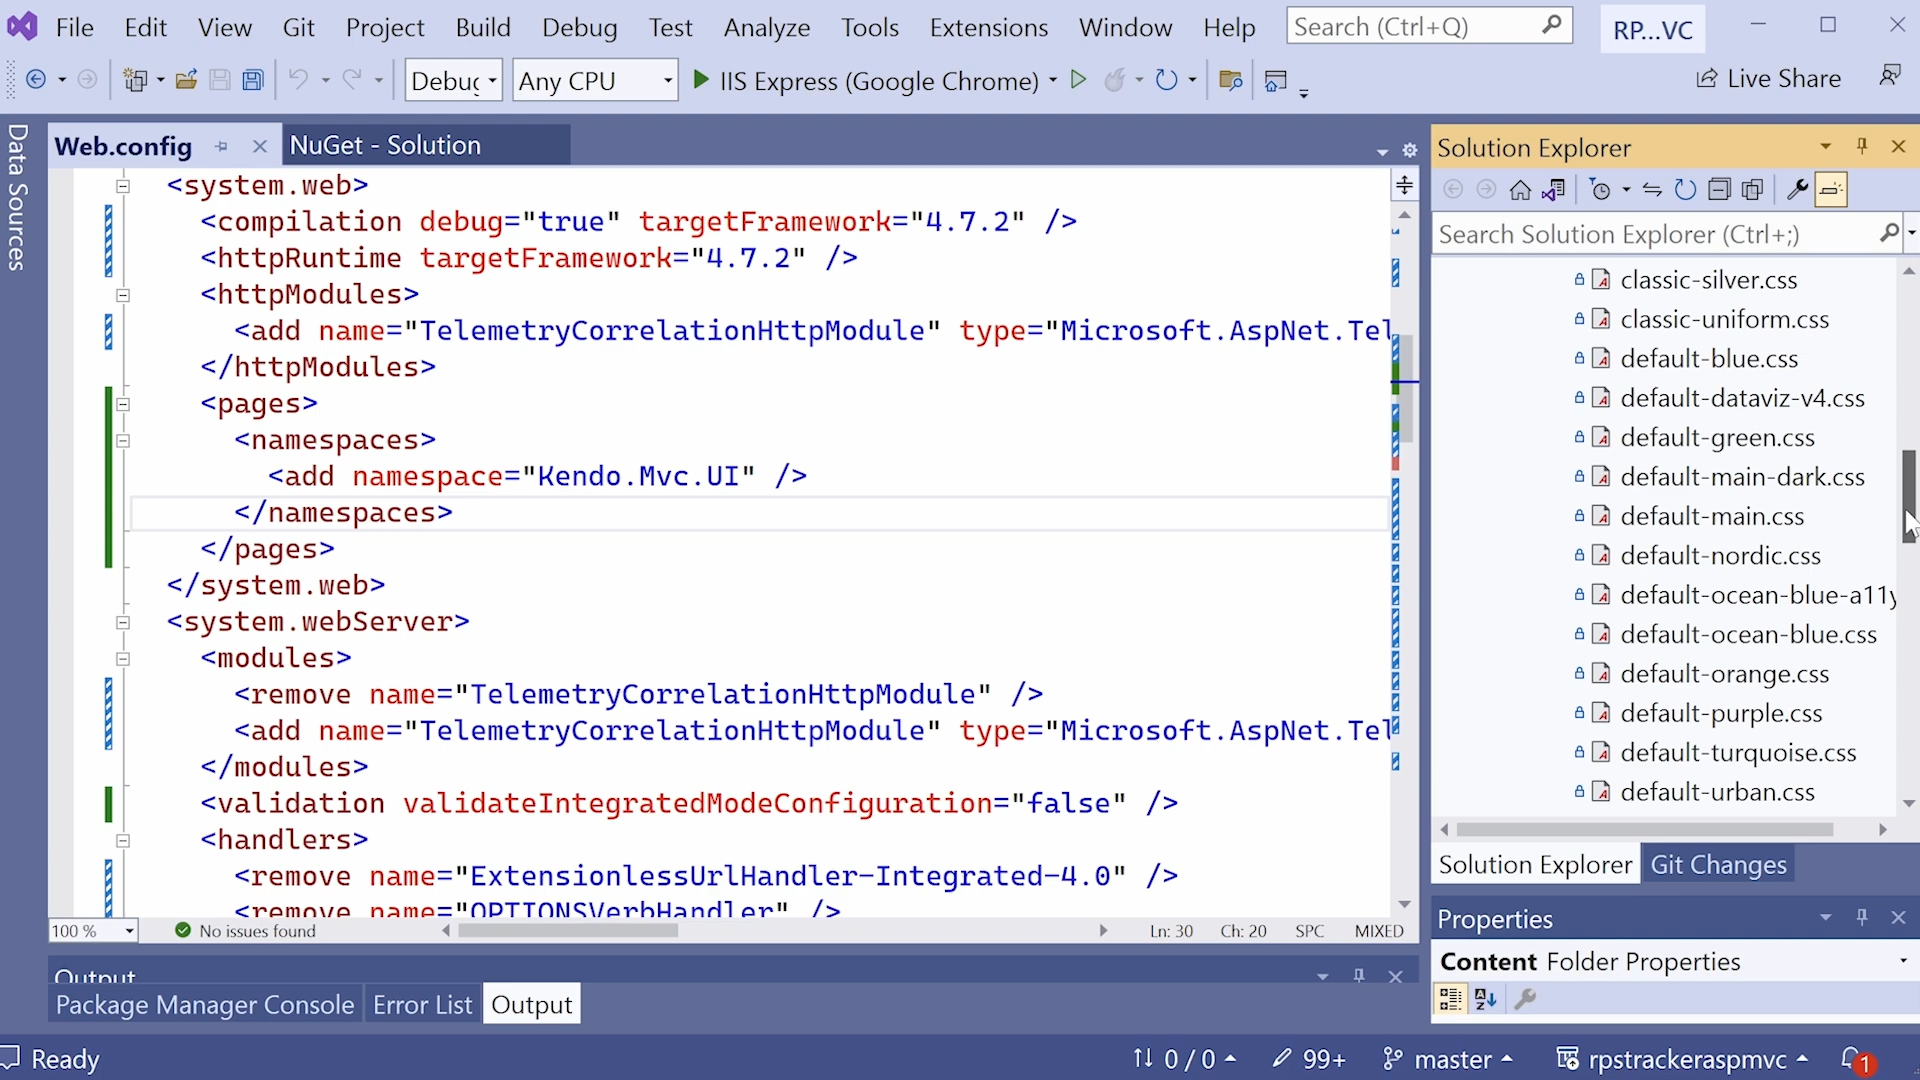 File Edit View Git Project Build Debug Test Analyze Tools Extensions Window Help Search (Ctrl+Q) RP...VC
Debug Any CPU IIS Express (Google Chrome) Live Share
Data Sources
Web.config NuGet - Solution
<system.web>
<compilation debug="true" targetFramework="4.7.2" />
<httpRuntime targetFramework="4.7.2" />
<httpModules>
<add name="TelemetryCorrelationHttpModule" type="Microsoft.AspNet.Tel
</httpModules>
<pages>
<namespaces>
<add namespace="Kendo.Mvc.UI" />
</namespaces>
</pages>
</system.web>
<system.webServer>
<modules>
<remove name="TelemetryCorrelationHttpModule" />
<add name="TelemetryCorrelationHttpModule" type="Microsoft.AspNet.Tel
</modules>
<validation validateIntegratedModeConfiguration="false" />
<handlers>
<remove name="ExtensionlessUrlHandler-Integrated-4.0" />
<remove name="OPTIONSVerbHandler" />
100 % No issues found Ln: 30 Ch: 20 SPC MIXED
Output
Package Manager Console Error List Output
Solution Explorer
Search Solution Explorer (Ctrl+;)
classic-silver.css
classic-uniform.css
default-blue.css
default-dataviz-v4.css
default-green.css
default-main-dark.css
default-main.css
default-nordic.css
default-ocean-blue-a11y
default-ocean-blue.css
default-orange.css
default-purple.css
default-turquoise.css
default-urban.css
Solution Explorer Git Changes
Properties
Content Folder Properties
Ready 0 / 0 99+ master rpstrackeraspmvc 1